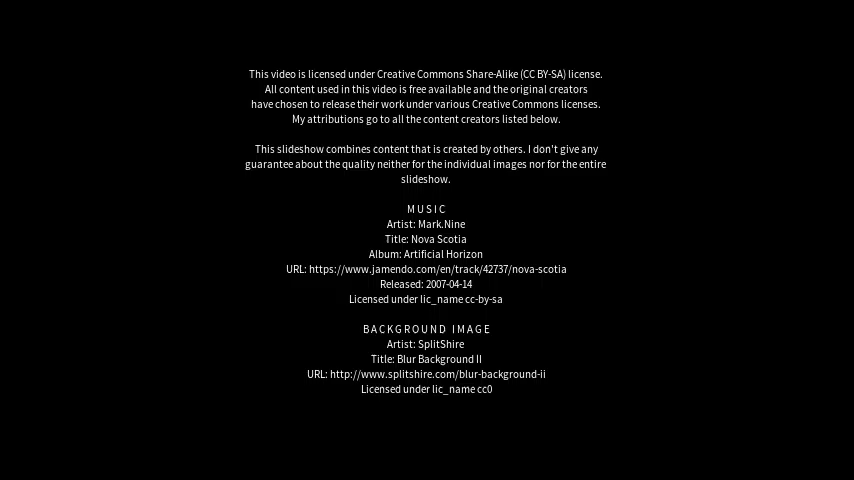 This video is licensed under Creative Commons Share-Alike (CC BY-SA) license.
All content used in this video is free available and the original creators
have chosen to release their work under various Creative Commons licenses.
My attributions go to all the content creators listed below.
This slideshow combines content that is created by others. I don't give any
guarantee about the quality neither for the individual images nor for the entire
slideshow.
MUSIC
Artist: Mark.Nine
Title: Nova Scotia
Album: Artificial Horizon
URL: https://www.jamendo.com/en/track/42737/nova-scotia
Released: 2007-04-14
Licensed under lic_name cc-by-sa
BACKGROUND IMAGE
Artist: SplitShire
Title: Blur Background II
URL: http://www.splitshire.com/blur-background-ii
Licensed under lic_name cc0